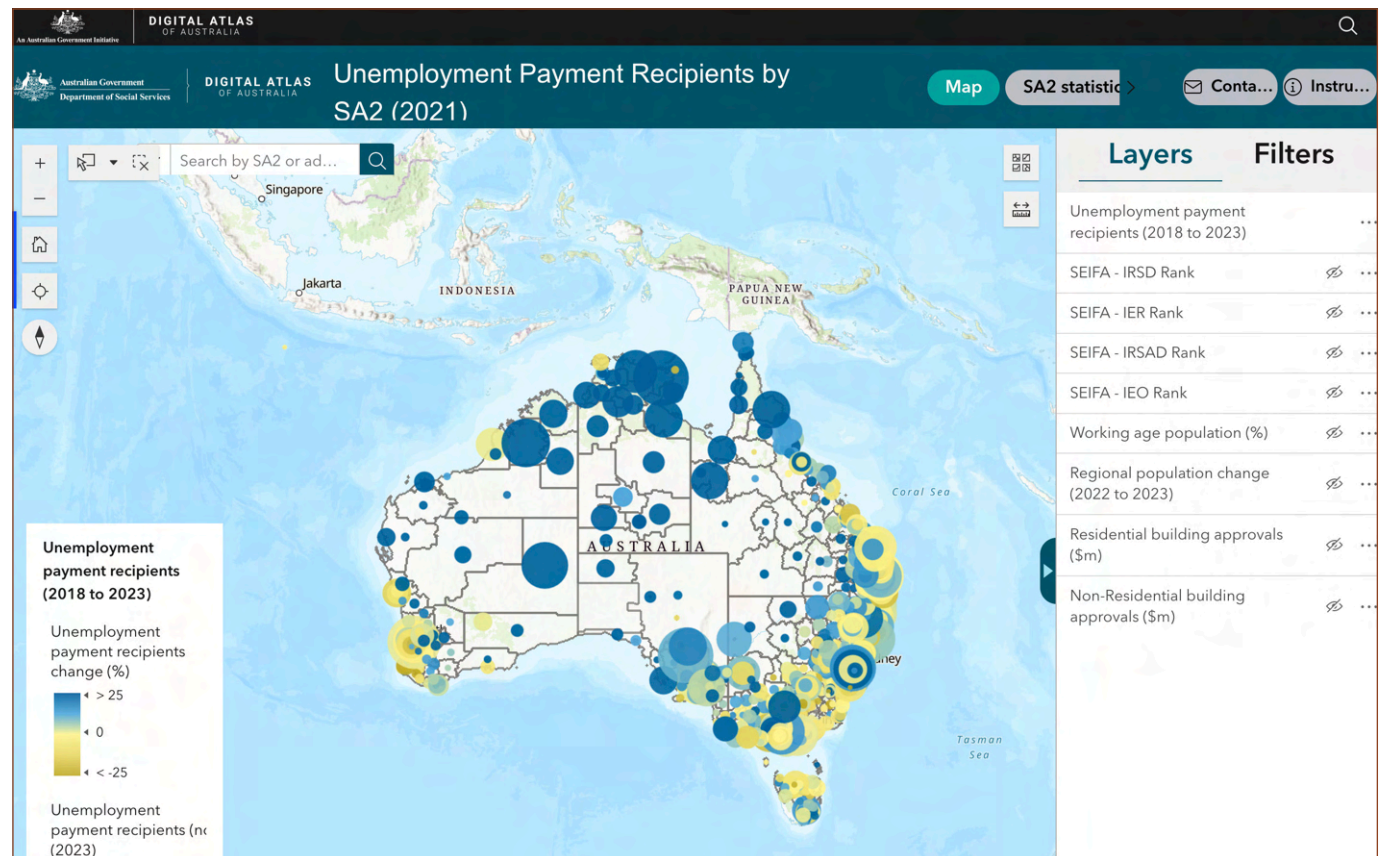 An Australian Government Initiative
DIGITAL ATLAS
OF AUSTRALIA
Australian Government
Department of Social Services
DIGITAL ATLAS
OF AUSTRALIA
Unemployment Payment Recipients by
SA2 (2021)
Map
SA2 statistic
Conta...
Instru...
Search by SA2 or ad...
Singapore
Jakarta
INDONESIA
PAPUA NEW
GUINEA
Coral Sea
AUSTRALIA
ney
Tasman
Sea
Unemployment
payment recipients
(2018 to 2023)
Unemployment
payment recipients
change (%)
> 25
0
< -25
Unemployment
payment recipients (no
(2023)
Layers
Filters
Unemployment payment
recipients (2018 to 2023)
SEIFA - IRSD Rank
SEIFA - IER Rank
SEIFA - IRSAD Rank
SEIFA - IEO Rank
Working age population (%)
Regional population change
(2022 to 2023)
Residential building approvals
($m)
Non-Residential building
approvals ($m)